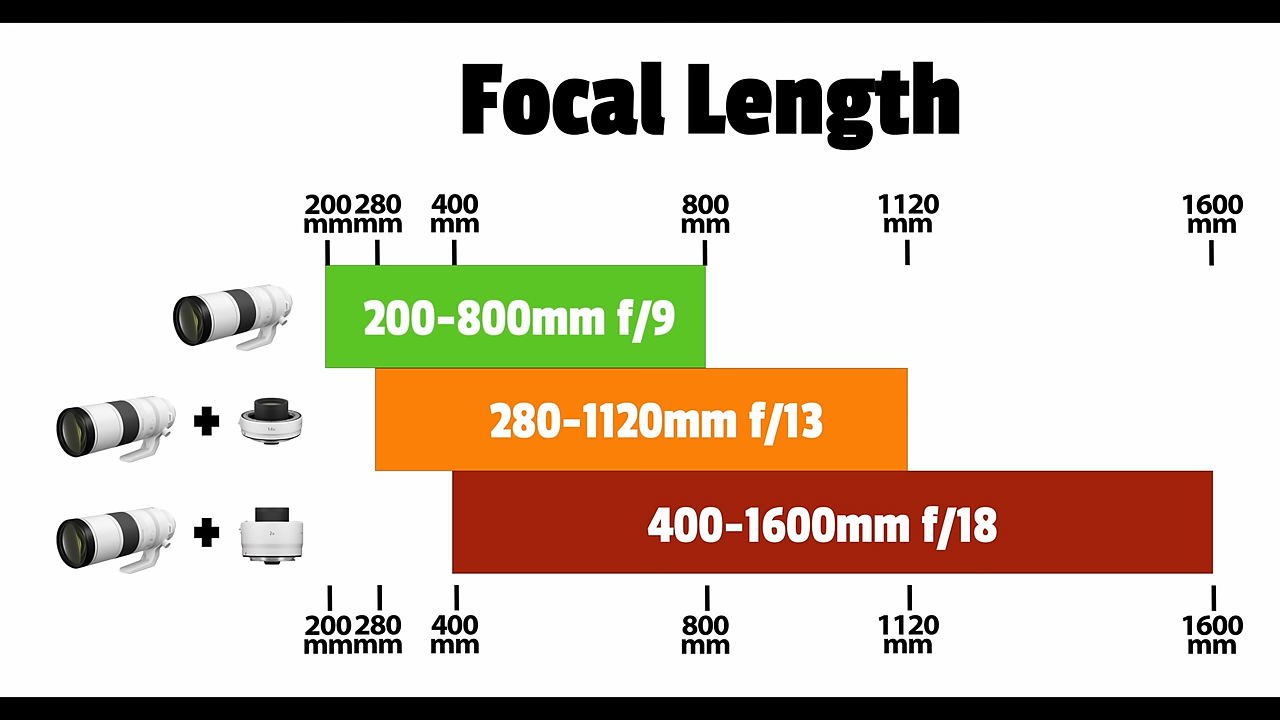 Focal Length
200 280 400 800 1120 1600
mm mm mm mm mm mm
200-800mm f/9
280-1120mm f/13
400-1600mm f/18
200 280 400 800 1120 1600
mm mm mm mm mm mm